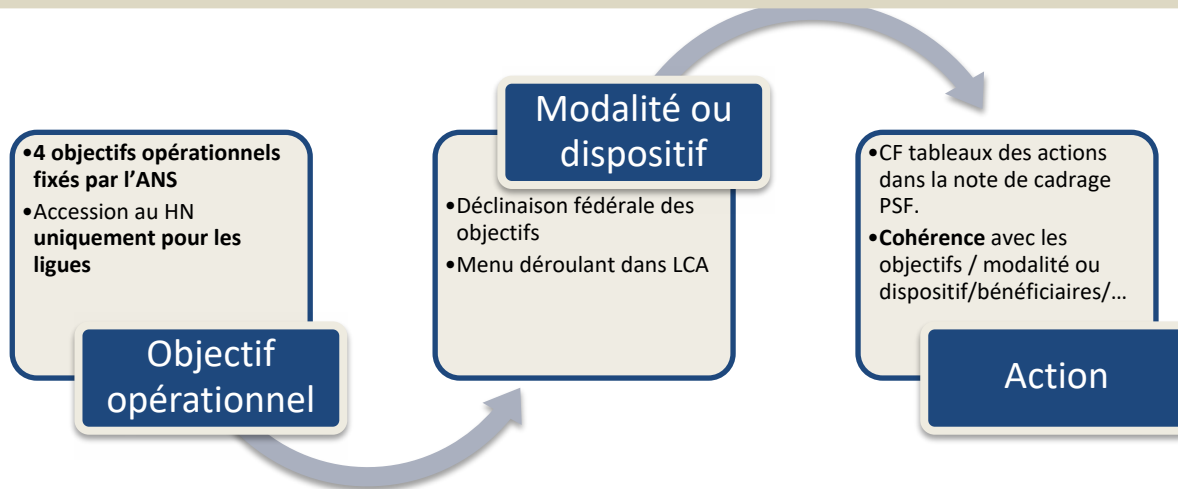 •4 objectifs opérationnels
fixés par l’ANS
•Accession au HN
uniquement pour les
ligues
Objectif
opérationnel
Modalité ou
dispositif
•Déclinaison fédérale des
objectifs
•Menu déroulant dans LCA
•CF tableaux des actions
dans la note de cadrage
PSF.
•Cohérence avec les
objectifs / modalité ou
dispositif/bénéficiaires/…
Action